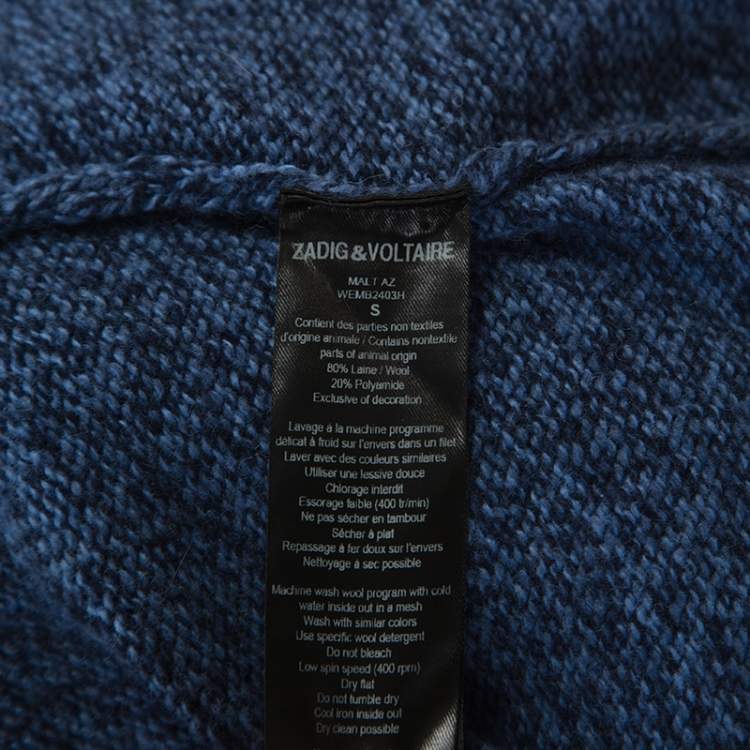 ZADIG&VOLTAIRE
MALT AZ
WEMB2403H
S
Contient des parties non textiles
d'origine animale / Contains nontextile
parts of animal origin
80% Laine / Wool
20% Polyamide
Exclusive of decoration
Lavage à la machine programme
délicat à froid sur l'envers dans un filet
Laver avec des couleurs similaires
Utiliser une lessive douce
Chlorage interdit
Essorage faible (400 tr/min)
Ne pas sécher en tambour
Sécher à plat
Repassage à fer doux sur l'envers
Nettoyage à sec possible
Machine wash wool program with cold
water inside out in a mesh
Wash with similar colors
Use specific wool detergent
Do not bleach
Low spin speed (400 rpm)
Dry flat
Do not tumble dry
Cool iron inside out
Dry clean possible